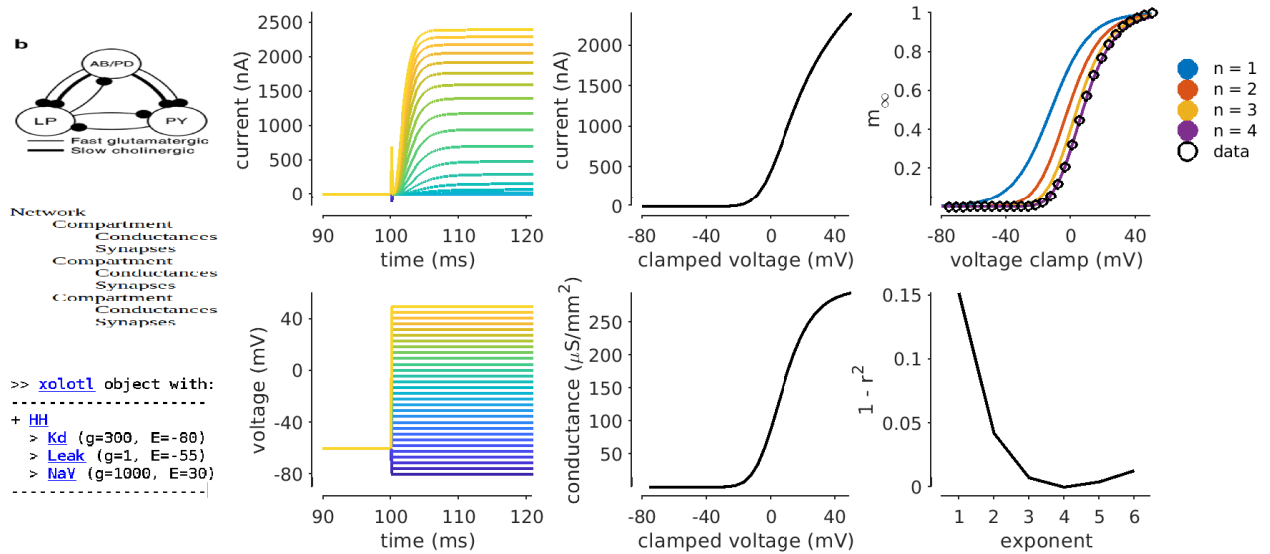 b
AB/PD
LP
PY
Fast glutamatergic
Slow cholinergic
Network
Compartment
Conductances
Synapses
Compartment
Conductances
Synapses
Compartment
Conductances
Synapses
>> xolotl object with:
-----------------------
+ HH
> Kd (g=300, E=-80)
> Leak (g=1, E=-55)
> NaV (g=1000, E=30)
-----------------------
current (nA)
2500
2000
1500
1000
500
0
90 100 110 120
time (ms)
current (nA)
2000
1000
0
-80 -40 0 40
clamped voltage (mV)
m∞
1
0.8
0.6
0.4
0.2
-80 -40 0 40
voltage clamp (mV)
n = 1
n = 2
n = 3
n = 4
data
voltage (mV)
40
0
-40
-80
90 100 110 120
time (ms)
conductance (μS/mm²)
250
200
150
100
50
-80 -40 0 40
clamped voltage (mV)
1 - r²
0.15
0.1
0.05
0
1 2 3 4 5 6
exponent